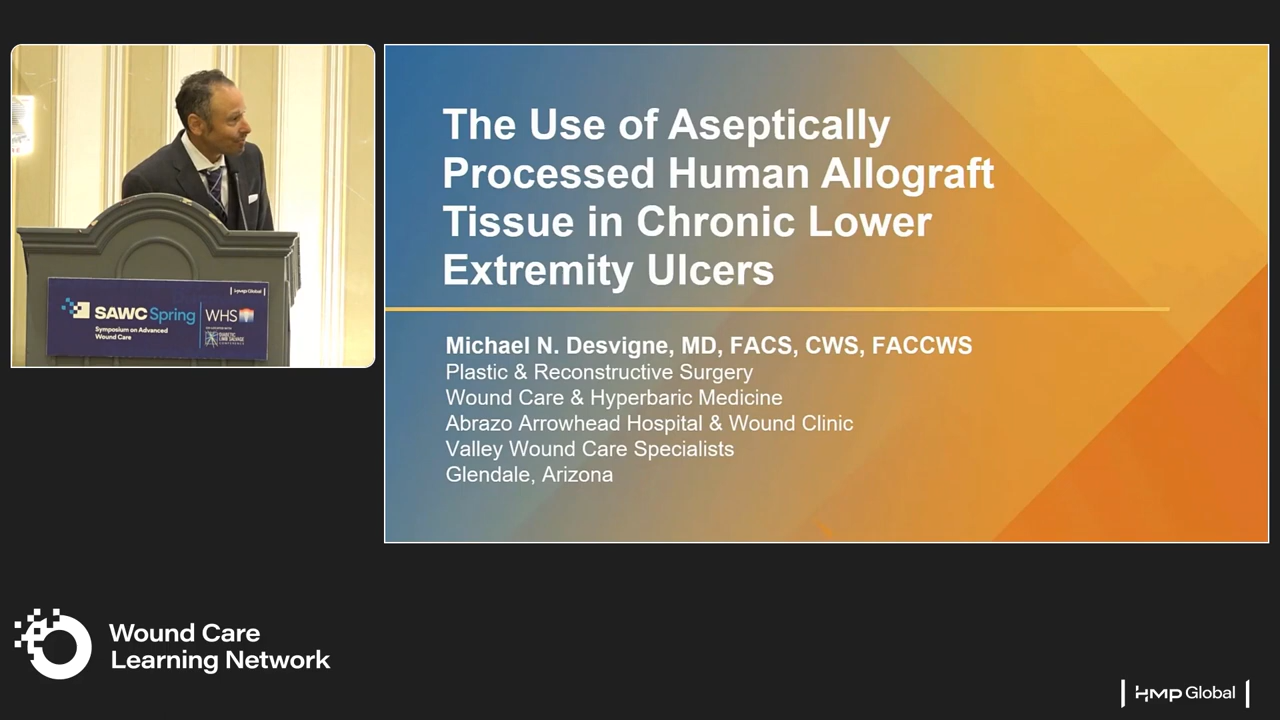 The Use of Aseptically
Processed Human Allograft
Tissue in Chronic Lower
Extremity Ulcers
Michael N. Desvigne, MD, FACS, CWS, FACCWS
Plastic & Reconstructive Surgery
Wound Care & Hyperbaric Medicine
Abrazo Arrowhead Hospital & Wound Clinic
Valley Wound Care Specialists
Glendale, Arizona
SAWC Spring
Symposium on Advanced
Wound Care
WHS
Wound Care
Learning Network
HMP Global